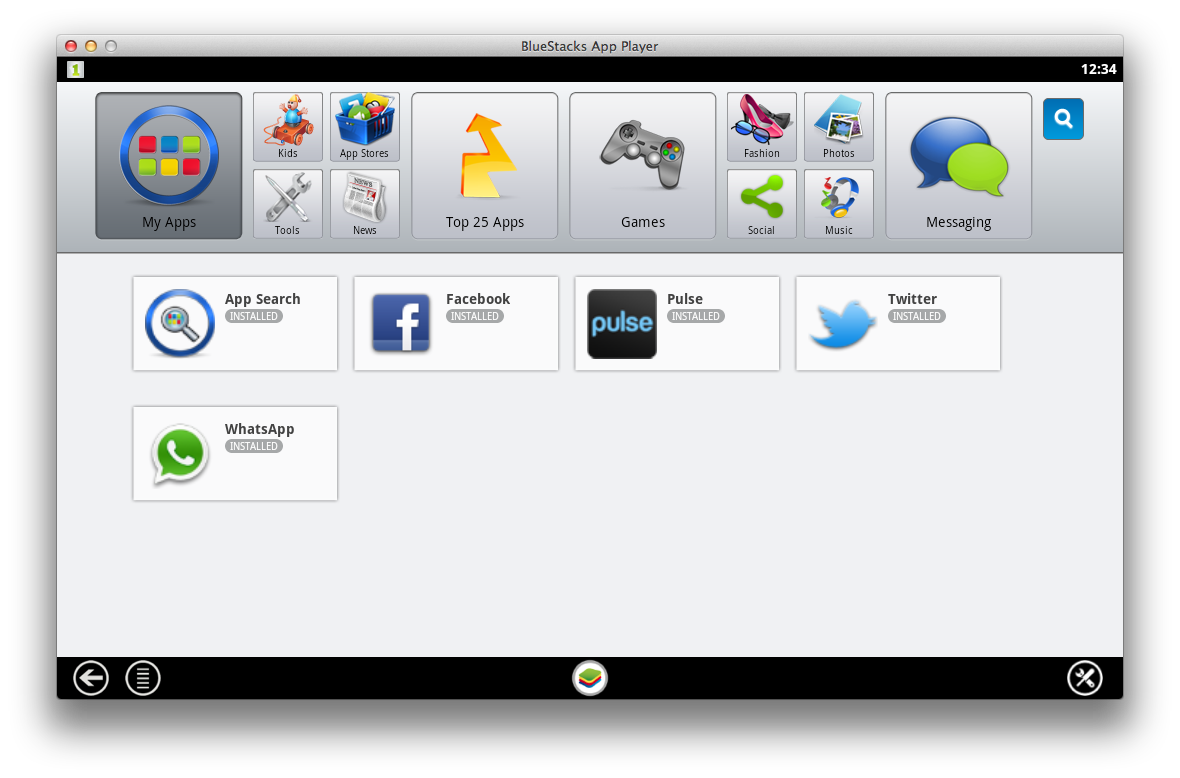 BlueStacks App Player
1
12:34
My Apps
Kids
App Stores
Tools
NEWS
News
Top 25 Apps
Games
Fashion
Photos
Social
Music
Messaging
App Search
INSTALLED
Facebook
INSTALLED
pulse
Pulse
INSTALLED
Twitter
INSTALLED
WhatsApp
INSTALLED